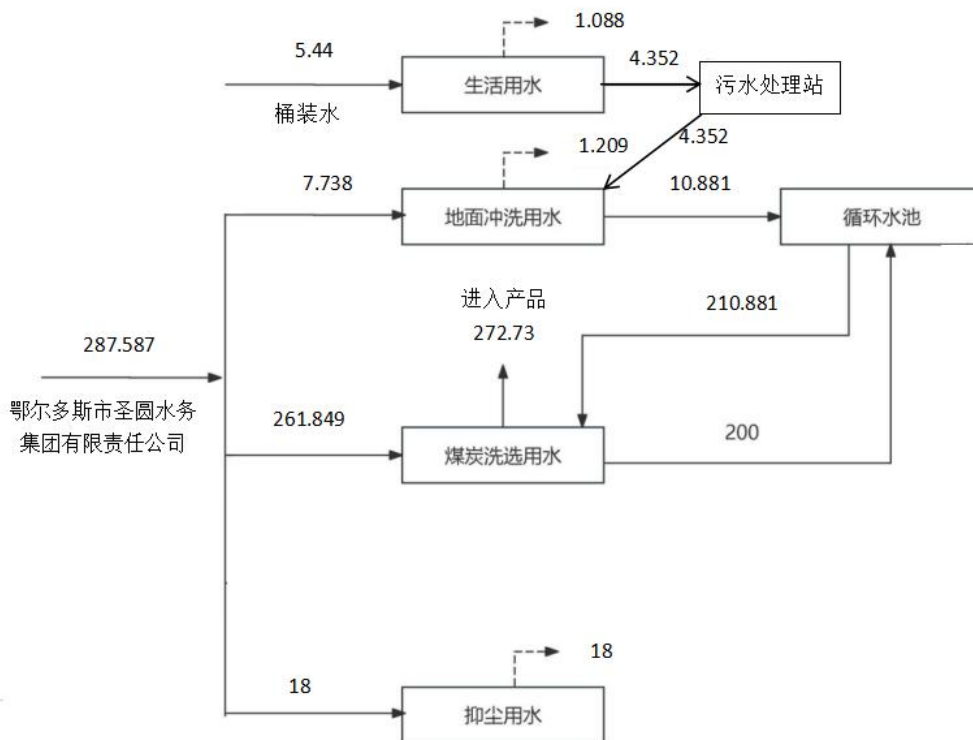 1.088
5.44
4.352
生活用水
污水处理站
桶装水
1.209
4.352
7.738
10.881
地面冲洗用水
循环水池
进入产品
272.73
210.881
287.587
鄂尔多斯市圣圆水务
集团有限责任公司
261.849
煤炭洗选用水
200
18
18
抑尘用水